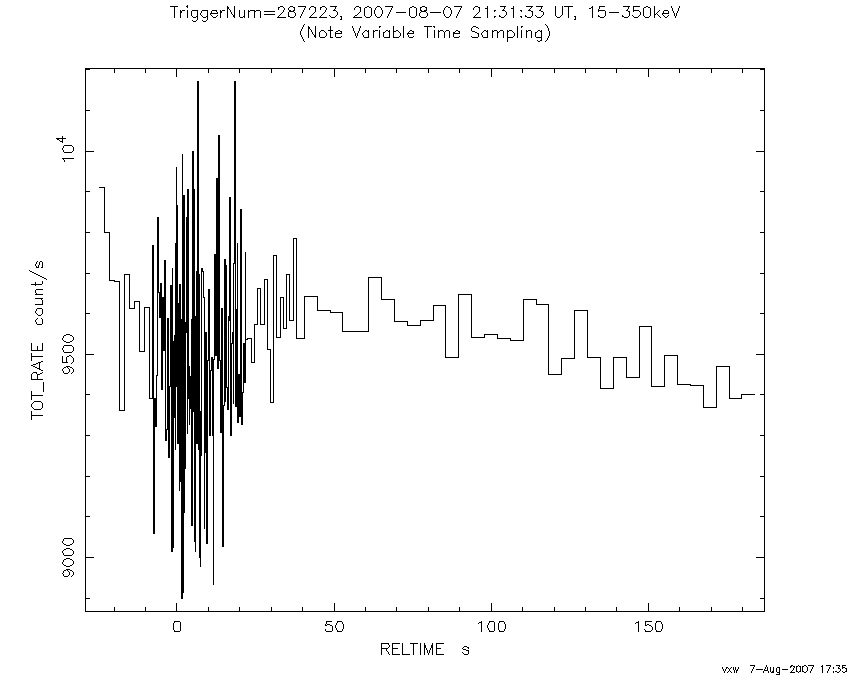 TriggerNum=287223, 2007-08-07 21:31:33 UT, 15-350keV
(Note Variable Time Sampling)
10⁴
9500
9000
TOT_RATE count/s
0 50 100 150
RELTIME s
vxw 7-Aug-2007 17:35